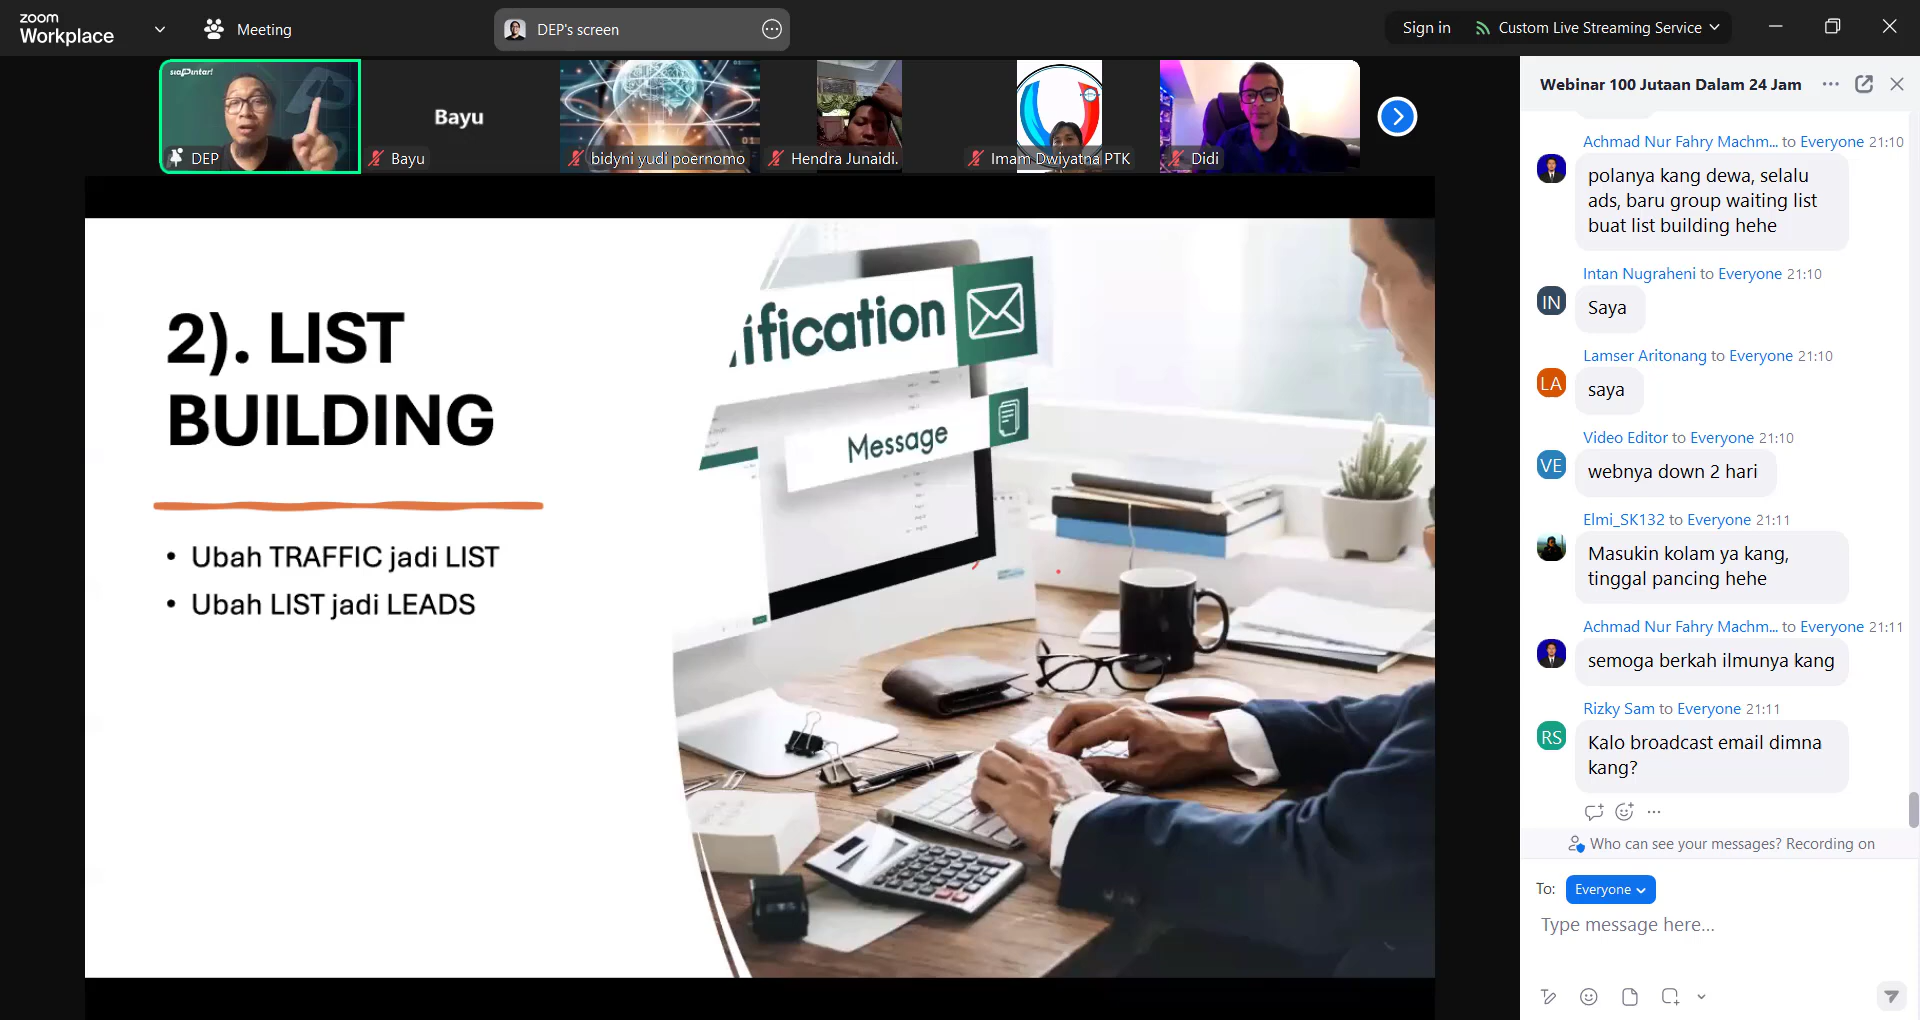 zoom
Workplace
Meeting
DEP's screen
Sign in
Custom Live Streaming Service
siapintar!
DEP
Bayu
Bayu
bidyni yudi poernomo
Hendra Junaidi.
Imam Dwiyatna PTK
Didi
2). LIST
BUILDING
• Ubah TRAFFIC jadi LIST
• Ubah LIST jadi LEADS
ification
Message
Webinar 100 Jutaan Dalam 24 Jam
Achmad Nur Fahry Machm... to Everyone 21:10
polanya kang dewa, selalu
ads, baru group waiting list
buat list building hehe
Intan Nugraheni to Everyone 21:10
IN
Saya
Lamser Aritonang to Everyone 21:10
LA
saya
Video Editor to Everyone 21:10
VE
webnya down 2 hari
Elmi_SK132 to Everyone 21:11
Masukin kolam ya kang,
tinggal pancing hehe
Achmad Nur Fahry Machm... to Everyone 21:11
semoga berkah ilmunya kang
Rizky Sam to Everyone 21:11
RS
Kalo broadcast email dimna
kang?
Who can see your messages? Recording on
To: Everyone
Type message here...